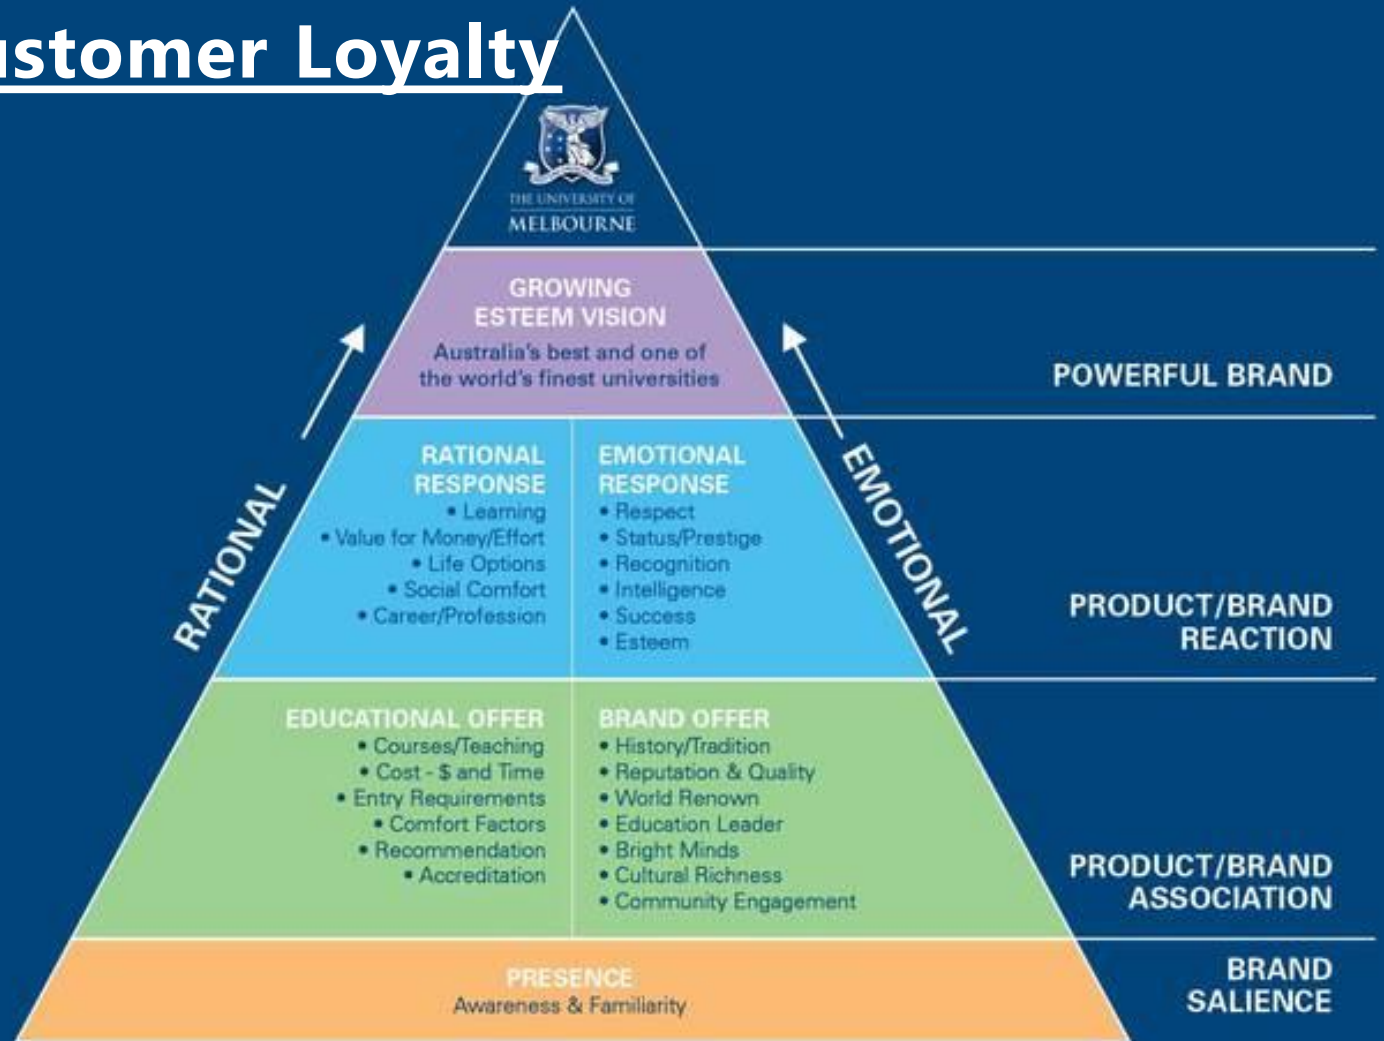 ustomer Loyalty
THE UNIVERSITY OF
MELBOURNE
GROWING
ESTEEM VISION
Australia's best and one of
the world's finest universities
POWERFUL BRAND
RATIONAL
EMOTIONAL
RATIONAL
RESPONSE
• Learning
• Value for Money/Effort
• Life Options
• Social Comfort
• Career/Profession
EMOTIONAL
RESPONSE
• Respect
• Status/Prestige
• Recognition
• Intelligence
• Success
• Esteem
PRODUCT/BRAND
REACTION
EDUCATIONAL OFFER
• Courses/Teaching
• Cost - $ and Time
• Entry Requirements
• Comfort Factors
• Recommendation
• Accreditation
BRAND OFFER
• History/Tradition
• Reputation & Quality
• World Renown
• Education Leader
• Bright Minds
• Cultural Richness
• Community Engagement
PRODUCT/BRAND
ASSOCIATION
PRESENCE
Awareness & Familiarity
BRAND
SALIENCE